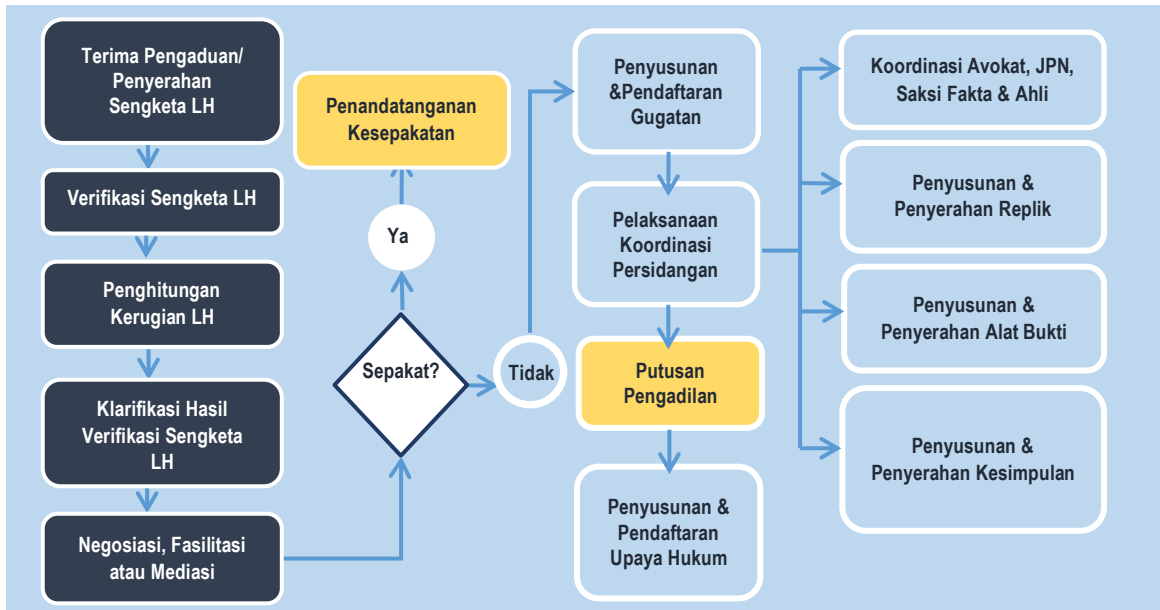 Terima Pengaduan/
Penyerahan
Sengketa LH
Verifikasi Sengketa LH
Penghitungan
Kerugian LH
Klarifikasi Hasil
Verifikasi Sengketa
LH
Negosiasi, Fasilitasi
atau Mediasi
Penandatanganan
Kesepakatan
Ya
Sepakat?
Tidak
Penyusunan
&Pendaftaran
Gugatan
Pelaksanaan
Koordinasi
Persidangan
Putusan
Pengadilan
Penyusunan &
Pendaftaran
Upaya Hukum
Koordinasi Avokat, JPN,
Saksi Fakta & Ahli
Penyusunan &
Penyerahan Replik
Penyusunan &
Penyerahan Alat Bukti
Penyusunan &
Penyerahan Kesimpulan